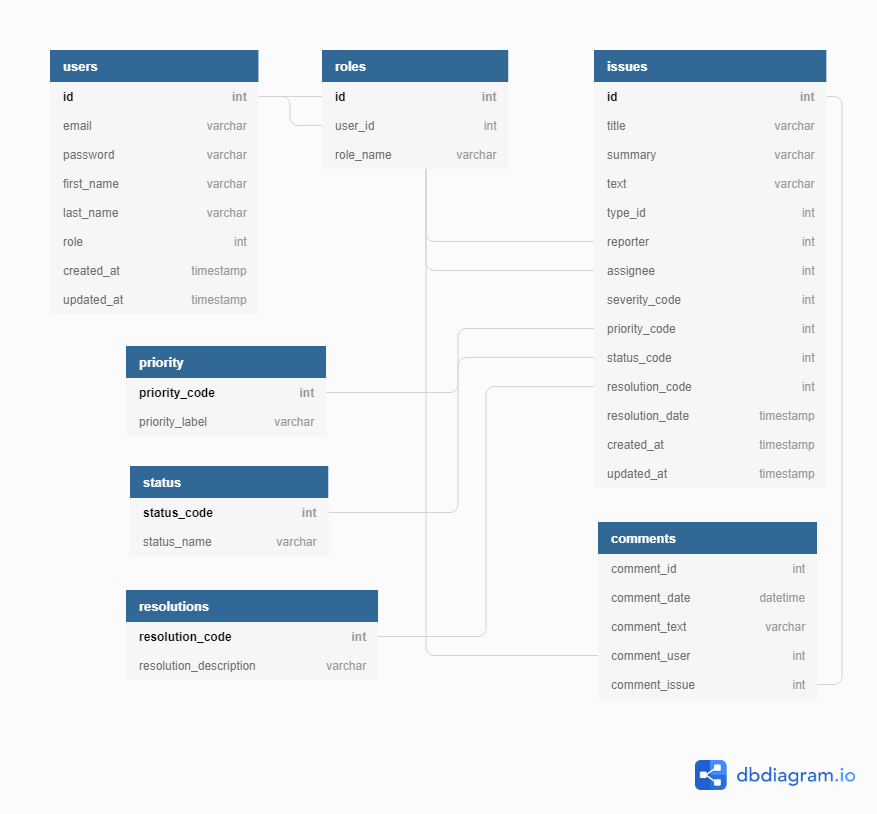 users
id int
email varchar
password varchar
first_name varchar
last_name varchar
role int
created_at timestamp
updated_at timestamp
roles
id int
user_id int
role_name varchar
issues
id int
title varchar
summary varchar
text varchar
type_id int
reporter int
assignee int
severity_code int
priority_code int
status_code int
resolution_code int
resolution_date timestamp
created_at timestamp
updated_at timestamp
priority
priority_code int
priority_label varchar
status
status_code int
status_name varchar
resolutions
resolution_code int
resolution_description varchar
comments
comment_id int
comment_date datetime
comment_text varchar
comment_user int
comment_issue int
dbdiagram.io